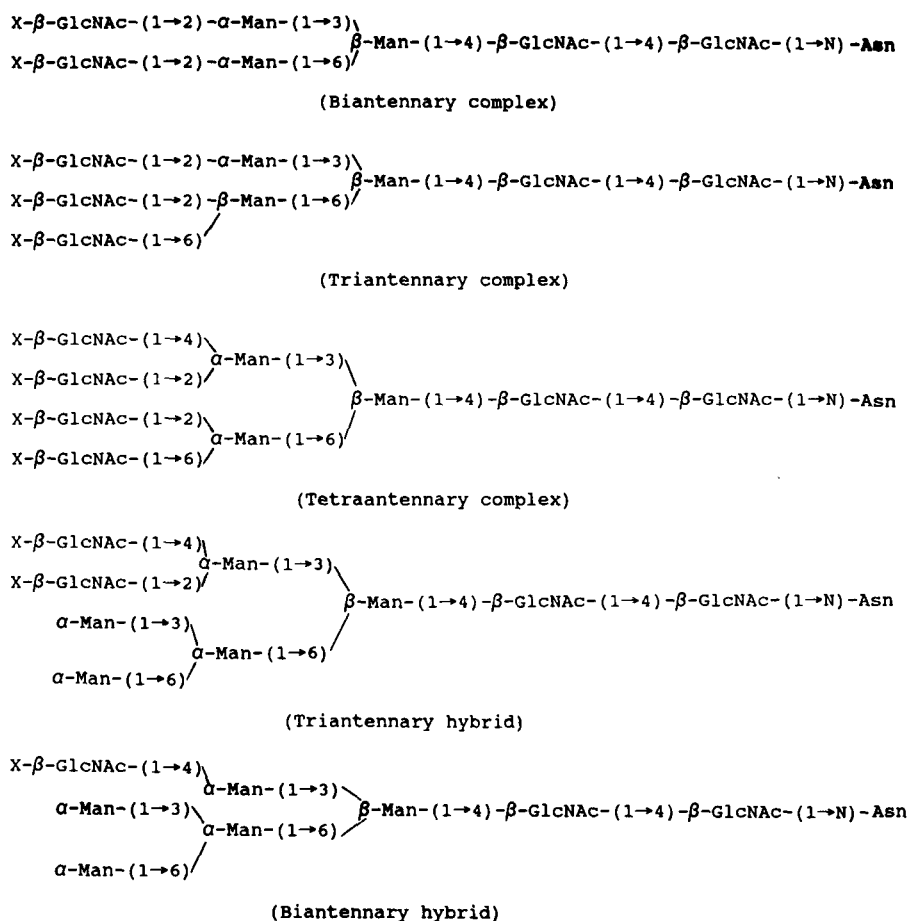 X-β-GlcNAc-(1→2)-α-Man-(1→3)
β-Man-(1→4)-β-GlcNAc-(1→4)-β-GlcNAc-(1→N)-Asn
X-β-GlcNAc-(1→2)-α-Man-(1→6)
(Biantennary complex)
X-β-GlcNAc-(1→2)-α-Man-(1→3)
β-Man-(1→4)-β-GlcNAc-(1→4)-β-GlcNAc-(1→N)-Asn
X-β-GlcNAc-(1→2)-β-Man-(1→6)
X-β-GlcNAc-(1→6)
(Triantennary complex)
X-β-GlcNAc-(1→4)
α-Man-(1→3)
X-β-GlcNAc-(1→2)
β-Man-(1→4)-β-GlcNAc-(1→4)-β-GlcNAc-(1→N)-Asn
X-β-GlcNAc-(1→2)
α-Man-(1→6)
X-β-GlcNAc-(1→6)
(Tetraantennary complex)
X-β-GlcNAc-(1→4)
α-Man-(1→3)
X-β-GlcNAc-(1→2)
β-Man-(1→4)-β-GlcNAc-(1→4)-β-GlcNAc-(1→N)-Asn
α-Man-(1→3)
α-Man-(1→6)
α-Man-(1→6)
(Triantennary hybrid)
X-β-GlcNAc-(1→4)
α-Man-(1→3)
α-Man-(1→3)
β-Man-(1→4)-β-GlcNAc-(1→4)-β-GlcNAc-(1→N)-Asn
α-Man-(1→6)
α-Man-(1→6)
(Biantennary hybrid)